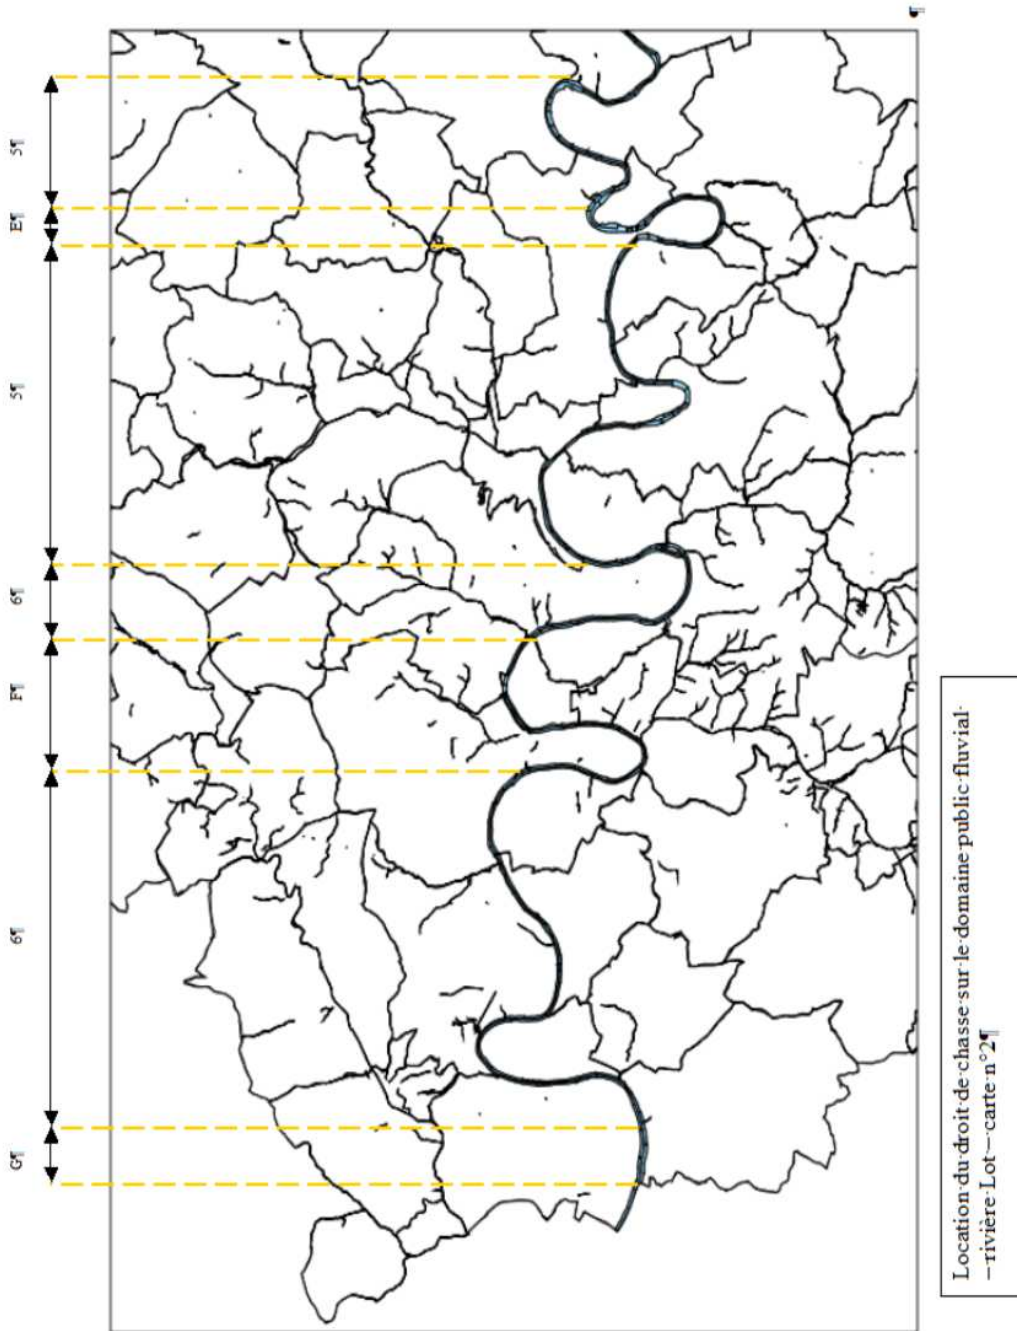 G¶
6¶
F¶
6¶
5¶
E¶
5¶
¶
Location·du·droit·de·chasse·sur·le·domaine·public·fluvial·
–rivière·Lot·–·carte·n°2¶